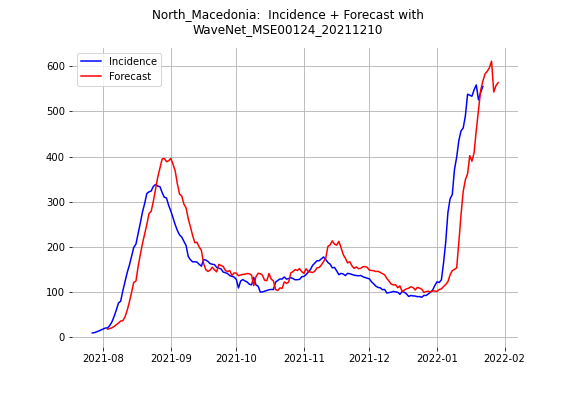 North_Macedonia:  Incidence + Forecast with
WaveNet_MSE00124_20211210
Incidence
Forecast
600
500
400
300
200
100
0
2021-08 2021-09 2021-10 2021-11 2021-12 2022-01 2022-02